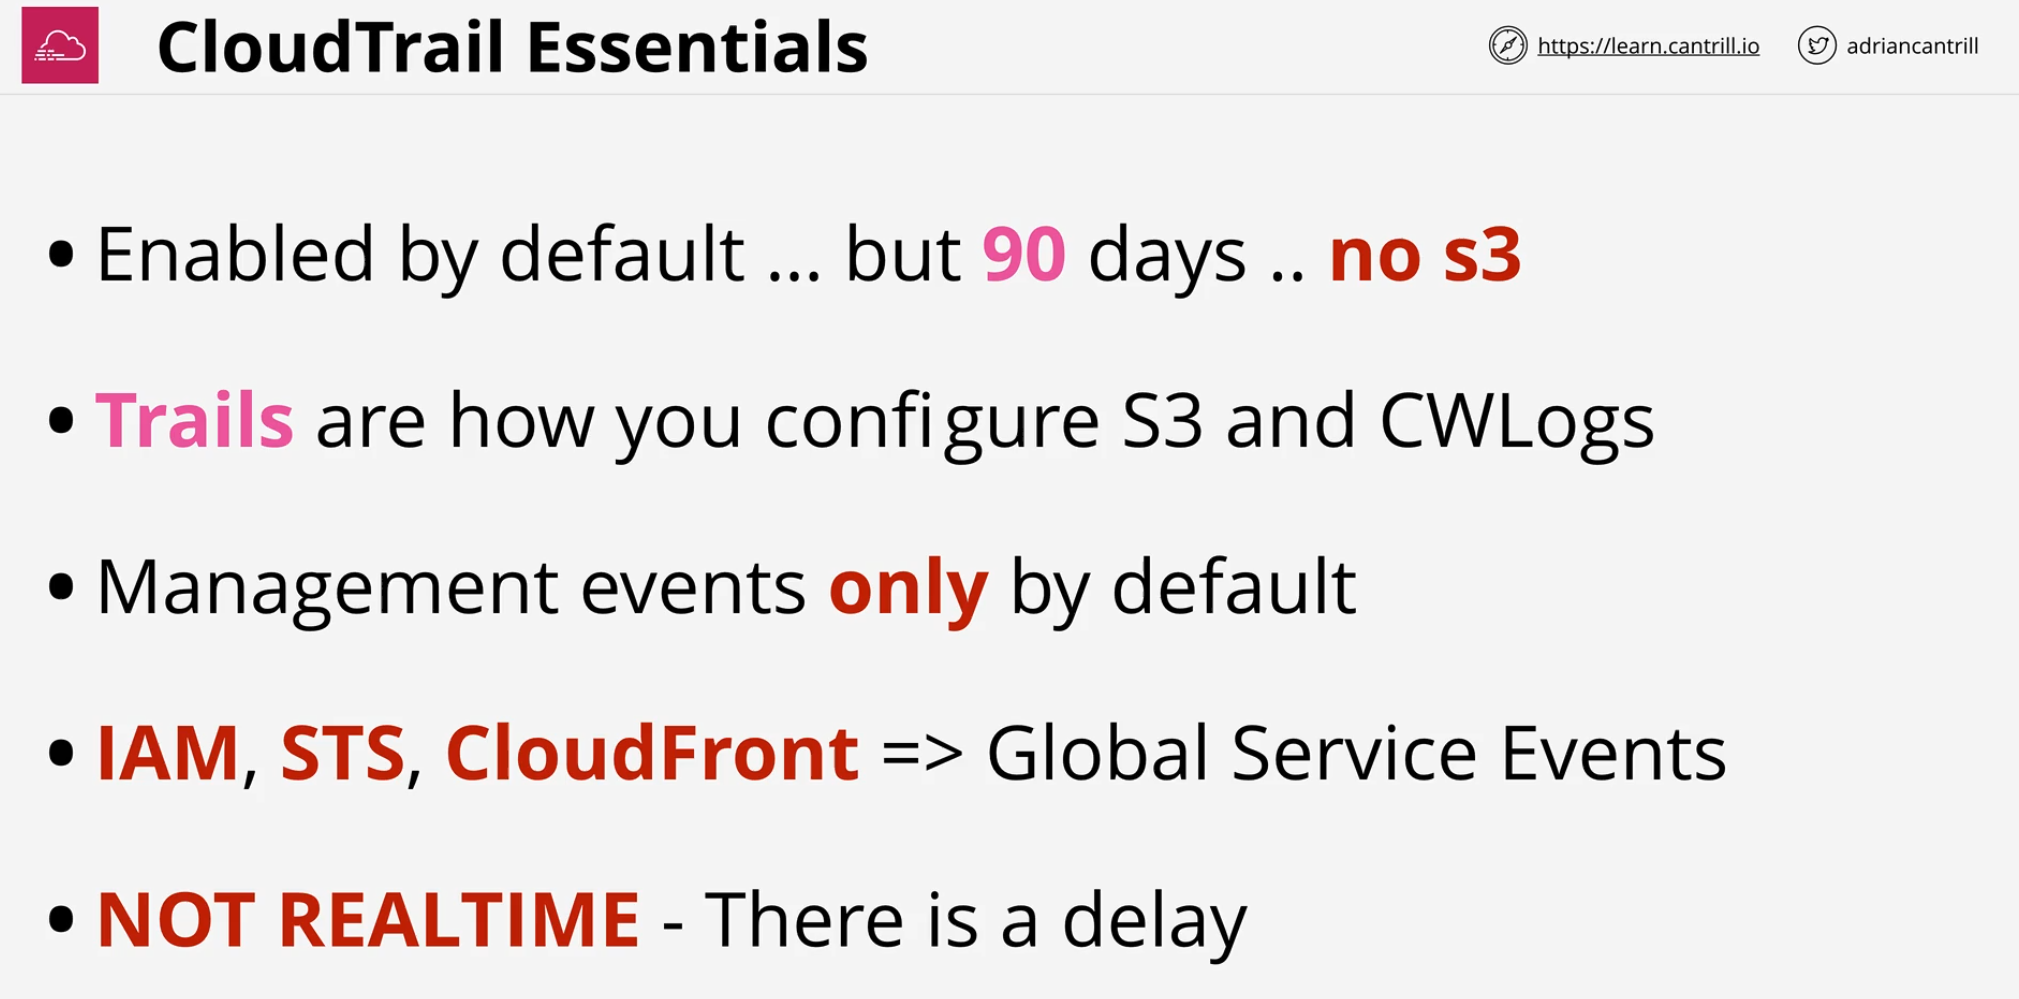 CloudTrail Essentials
https://learn.cantrill.io
adriancantrill
• Enabled by default ... but 90 days .. no s3
• Trails are how you configure S3 and CWLogs
• Management events only by default
• IAM, STS, CloudFront => Global Service Events
• NOT REALTIME - There is a delay